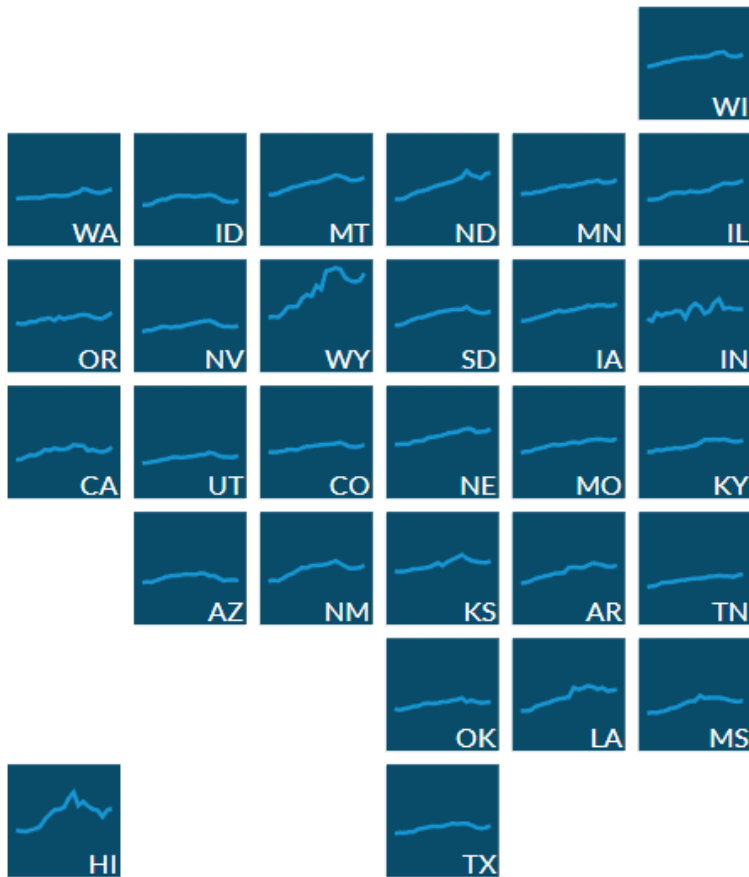 WI
WA ID MT ND MN IL
OR NV WY SD IA IN
CA UT CO NE MO KY
AZ NM KS AR TN
OK LA MS
HI TX